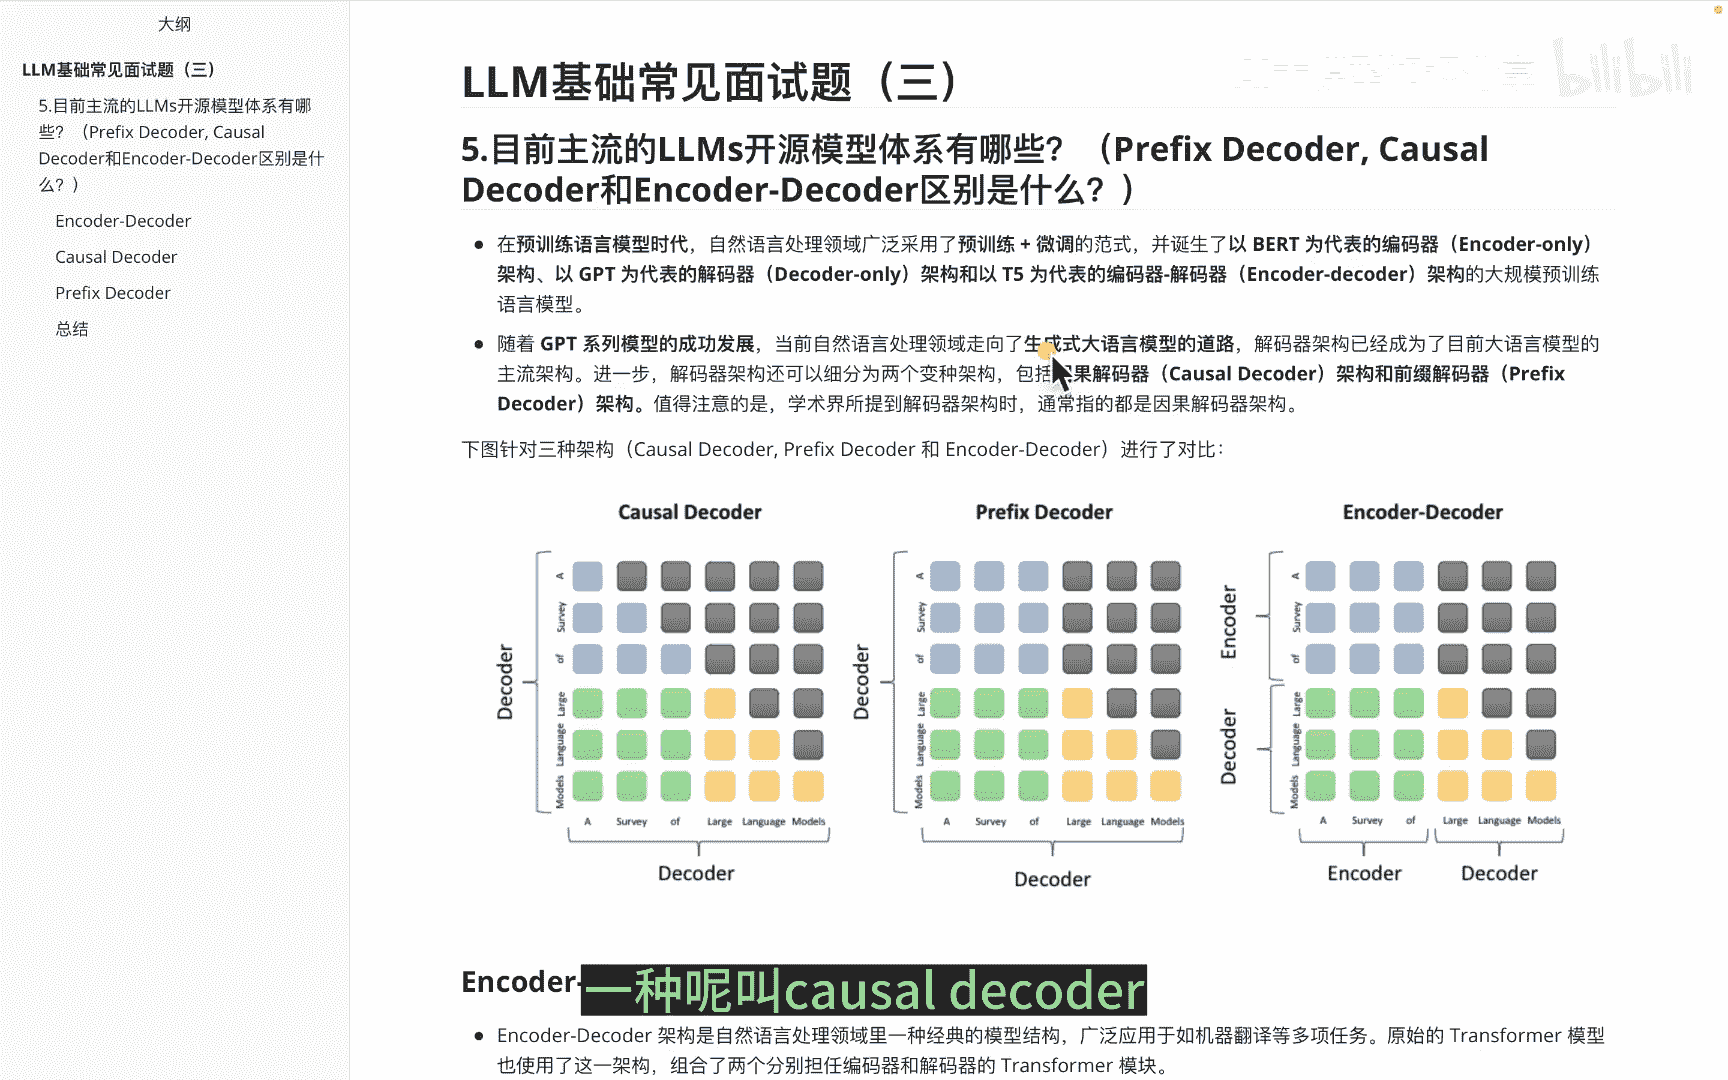 大纲
LLM基础常见面试题（三）
5.目前主流的LLMs开源模型体系有哪
些？（Prefix Decoder, Causal
Decoder和Encoder-Decoder区别是什
么？）
Encoder-Decoder
Causal Decoder
Prefix Decoder
总结
bilibili
LLM基础常见面试题（三）
5.目前主流的LLMs开源模型体系有哪些？（Prefix Decoder, Causal
Decoder和Encoder-Decoder区别是什么？）
在预训练语言模型时代，自然语言处理领域广泛采用了预训练 + 微调的范式，并诞生了以 BERT 为代表的编码器（Encoder-only）
架构、以 GPT 为代表的解码器（Decoder-only）架构和以 T5 为代表的编码器-解码器（Encoder-decoder）架构的大规模预训练
语言模型。
随着 GPT 系列模型的成功发展，当前自然语言处理领域走向了生成式大语言模型的道路，解码器架构已经成为了目前大语言模型的
主流架构。进一步，解码器架构还可以细分为两个变种架构，包括因果解码器（Causal Decoder）架构和前缀解码器（Prefix
Decoder）架构。值得注意的是，学术界所提到解码器架构时，通常指的都是因果解码器架构。
下图针对三种架构（Causal Decoder, Prefix Decoder 和 Encoder-Decoder）进行了对比：
Causal Decoder
Decoder
A
Survey
of
Large
Language
Models
A Survey of Large Language Models
Decoder
Prefix Decoder
Decoder
A
Survey
of
Large
Language
Models
A Survey of Large Language Models
Decoder
Encoder-Decoder
Encoder
Decoder
A
Survey
of
Large
Language
Models
A Survey of Large Language Models
Encoder Decoder
Encoder-
一种呢叫causal decoder
Encoder-Decoder 架构是自然语言处理领域里一种经典的模型结构，广泛应用于如机器翻译等多项任务。原始的 Transformer 模型
也使用了这一架构，组合了两个分别担任编码器和解码器的 Transformer 模块。